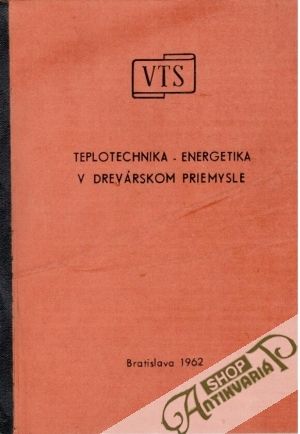 VTS
TEPLOTECHNIKA - ENERGETIKA
V DREVÁRSKOM PRIEMYSLE
Bratislava 1962
SHOP
ANTIKVARIAT